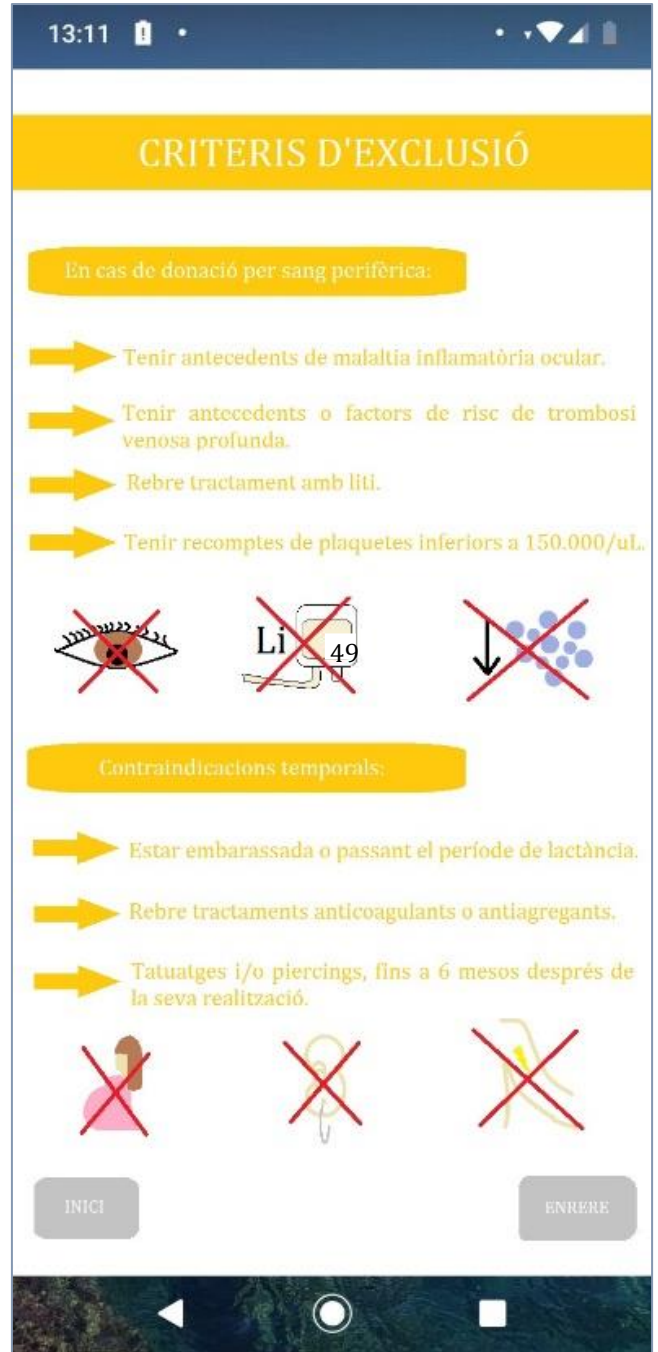 13:11
CRITERIS D'EXCLUSIÓ
En cas de donació per sang perifèrica:
Tenir antecedents de malaltia inflamatòria ocular.
Tenir antecedents o factors de risc de trombosi
venosa profunda.
Rebre tractament amb liti.
Tenir recomptes de plaquetes inferiors a 150.000/uL.
Li
49
Contraindicacions temporals:
Estar embarassada o passant el període de lactància.
Rebre tractaments anticoagulants o antiagregants.
Tatuatges i/o piercings, fins a 6 mesos després de
la seva realització.
INICI
ENRERE